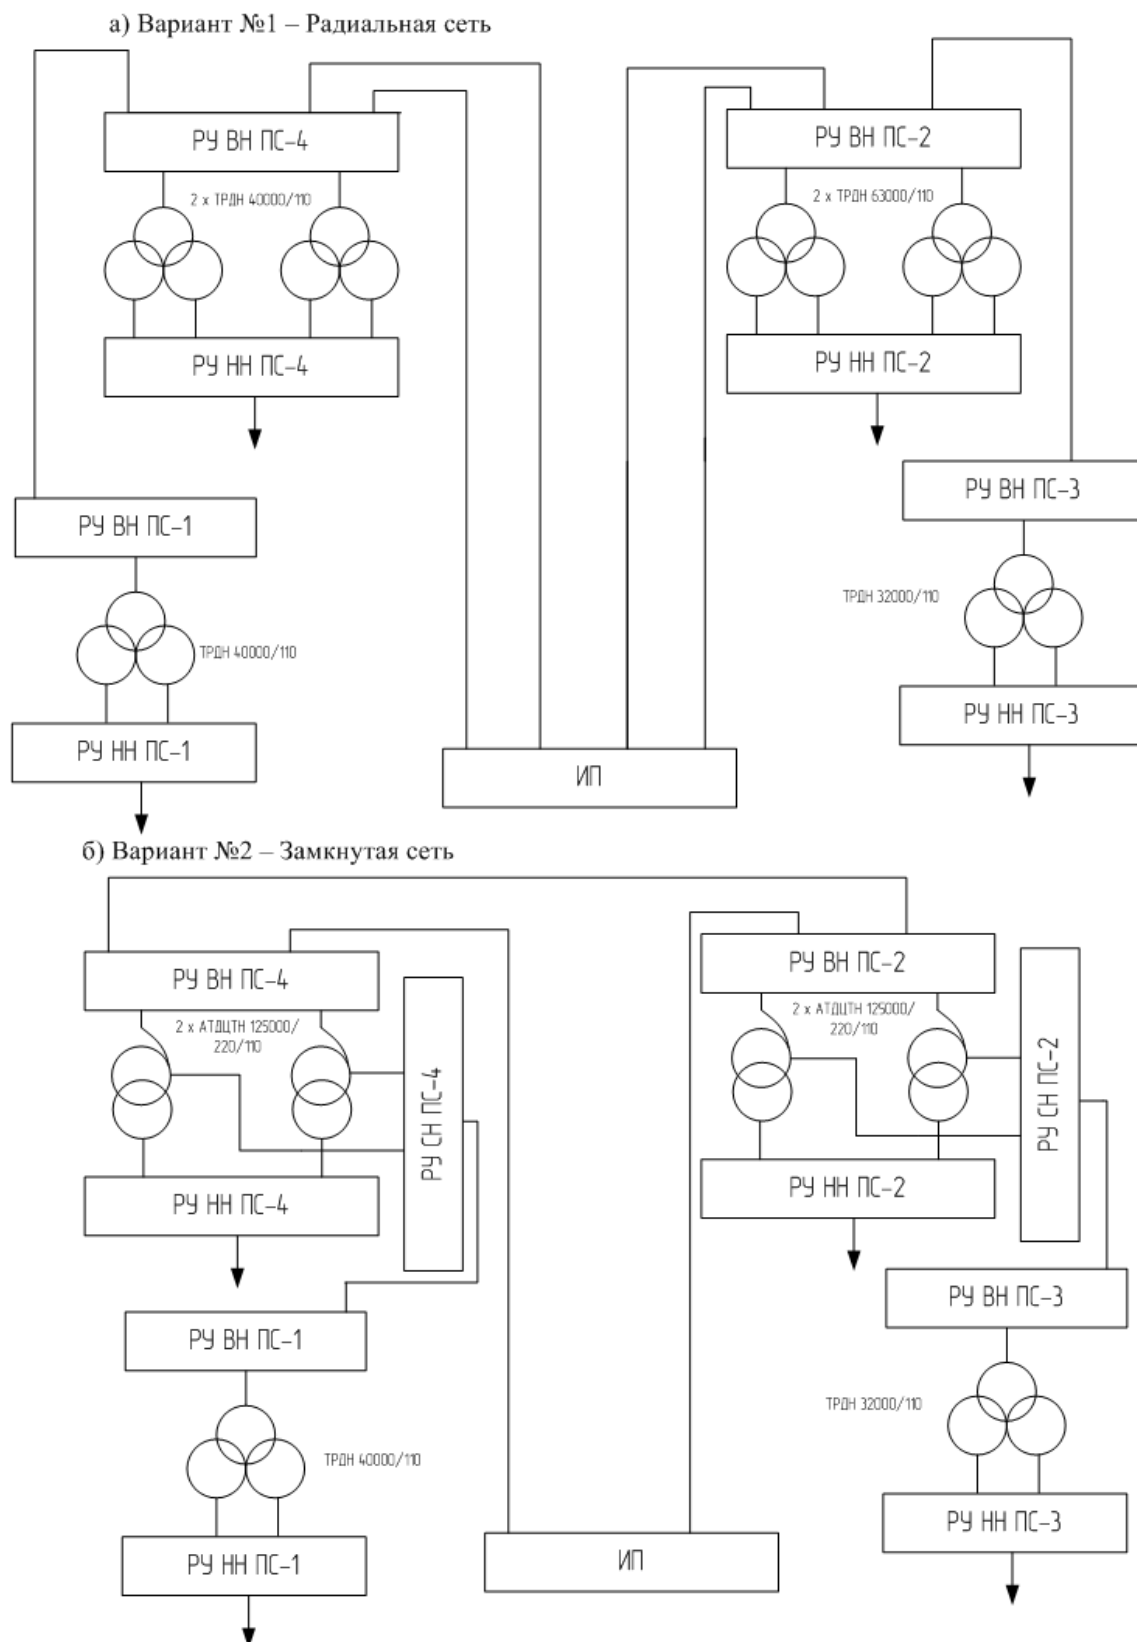 а) Вариант №1 – Радиальная сеть
РУ ВН ПС-4
РУ ВН ПС-2
2 x ТРДН 40000/110
2 x ТРДН 63000/110
РУ НН ПС-4
РУ НН ПС-2
РУ ВН ПС-3
РУ ВН ПС-1
ТРДН 32000/110
ТРДН 40000/110
РУ НН ПС-3
РУ НН ПС-1
ИП
б) Вариант №2 – Замкнутая сеть
РУ ВН ПС-4
РУ ВН ПС-2
2 x АТДЦТН 125000/
220/110
2 x АТДЦТН 125000/
220/110
РУ СН ПС-4
РУ СН ПС-2
РУ НН ПС-4
РУ НН ПС-2
РУ ВН ПС-3
РУ ВН ПС-1
ТРДН 32000/110
ТРДН 40000/110
РУ НН ПС-3
РУ НН ПС-1
ИП